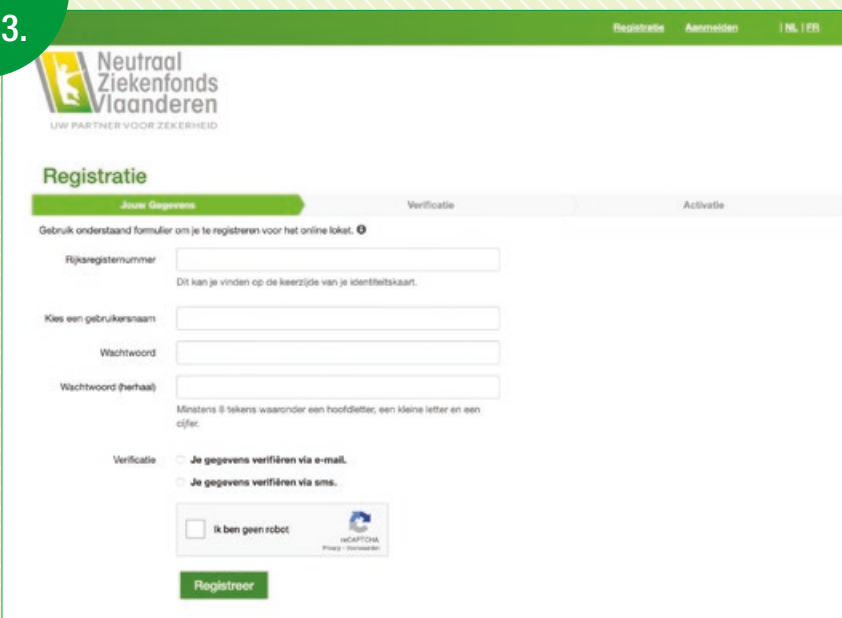 3.
Registratie Aanmelden | NL | FR
Neutraal
Ziekenfonds
Vlaanderen
UW PARTNER VOOR ZEKERHEID
Registratie
Jouw Gegevens Verificatie Activatie
Gebruik onderstaand formulier om je te registreren voor het online loket.
Rijksregisternummer
Dit kan je vinden op de keerzijde van je identiteitskaart.
Kies een gebruikersnaam
Wachtwoord
Wachtwoord (herhaal)
Minstens 8 tekens waaronder een hoofdletter, een kleine letter en een
cijfer.
Verificatie
Je gegevens verifiëren via e-mail.
Je gegevens verifiëren via sms.
Ik ben geen robot
reCAPTCHA
Privacy - Voorwaarden
Registreer